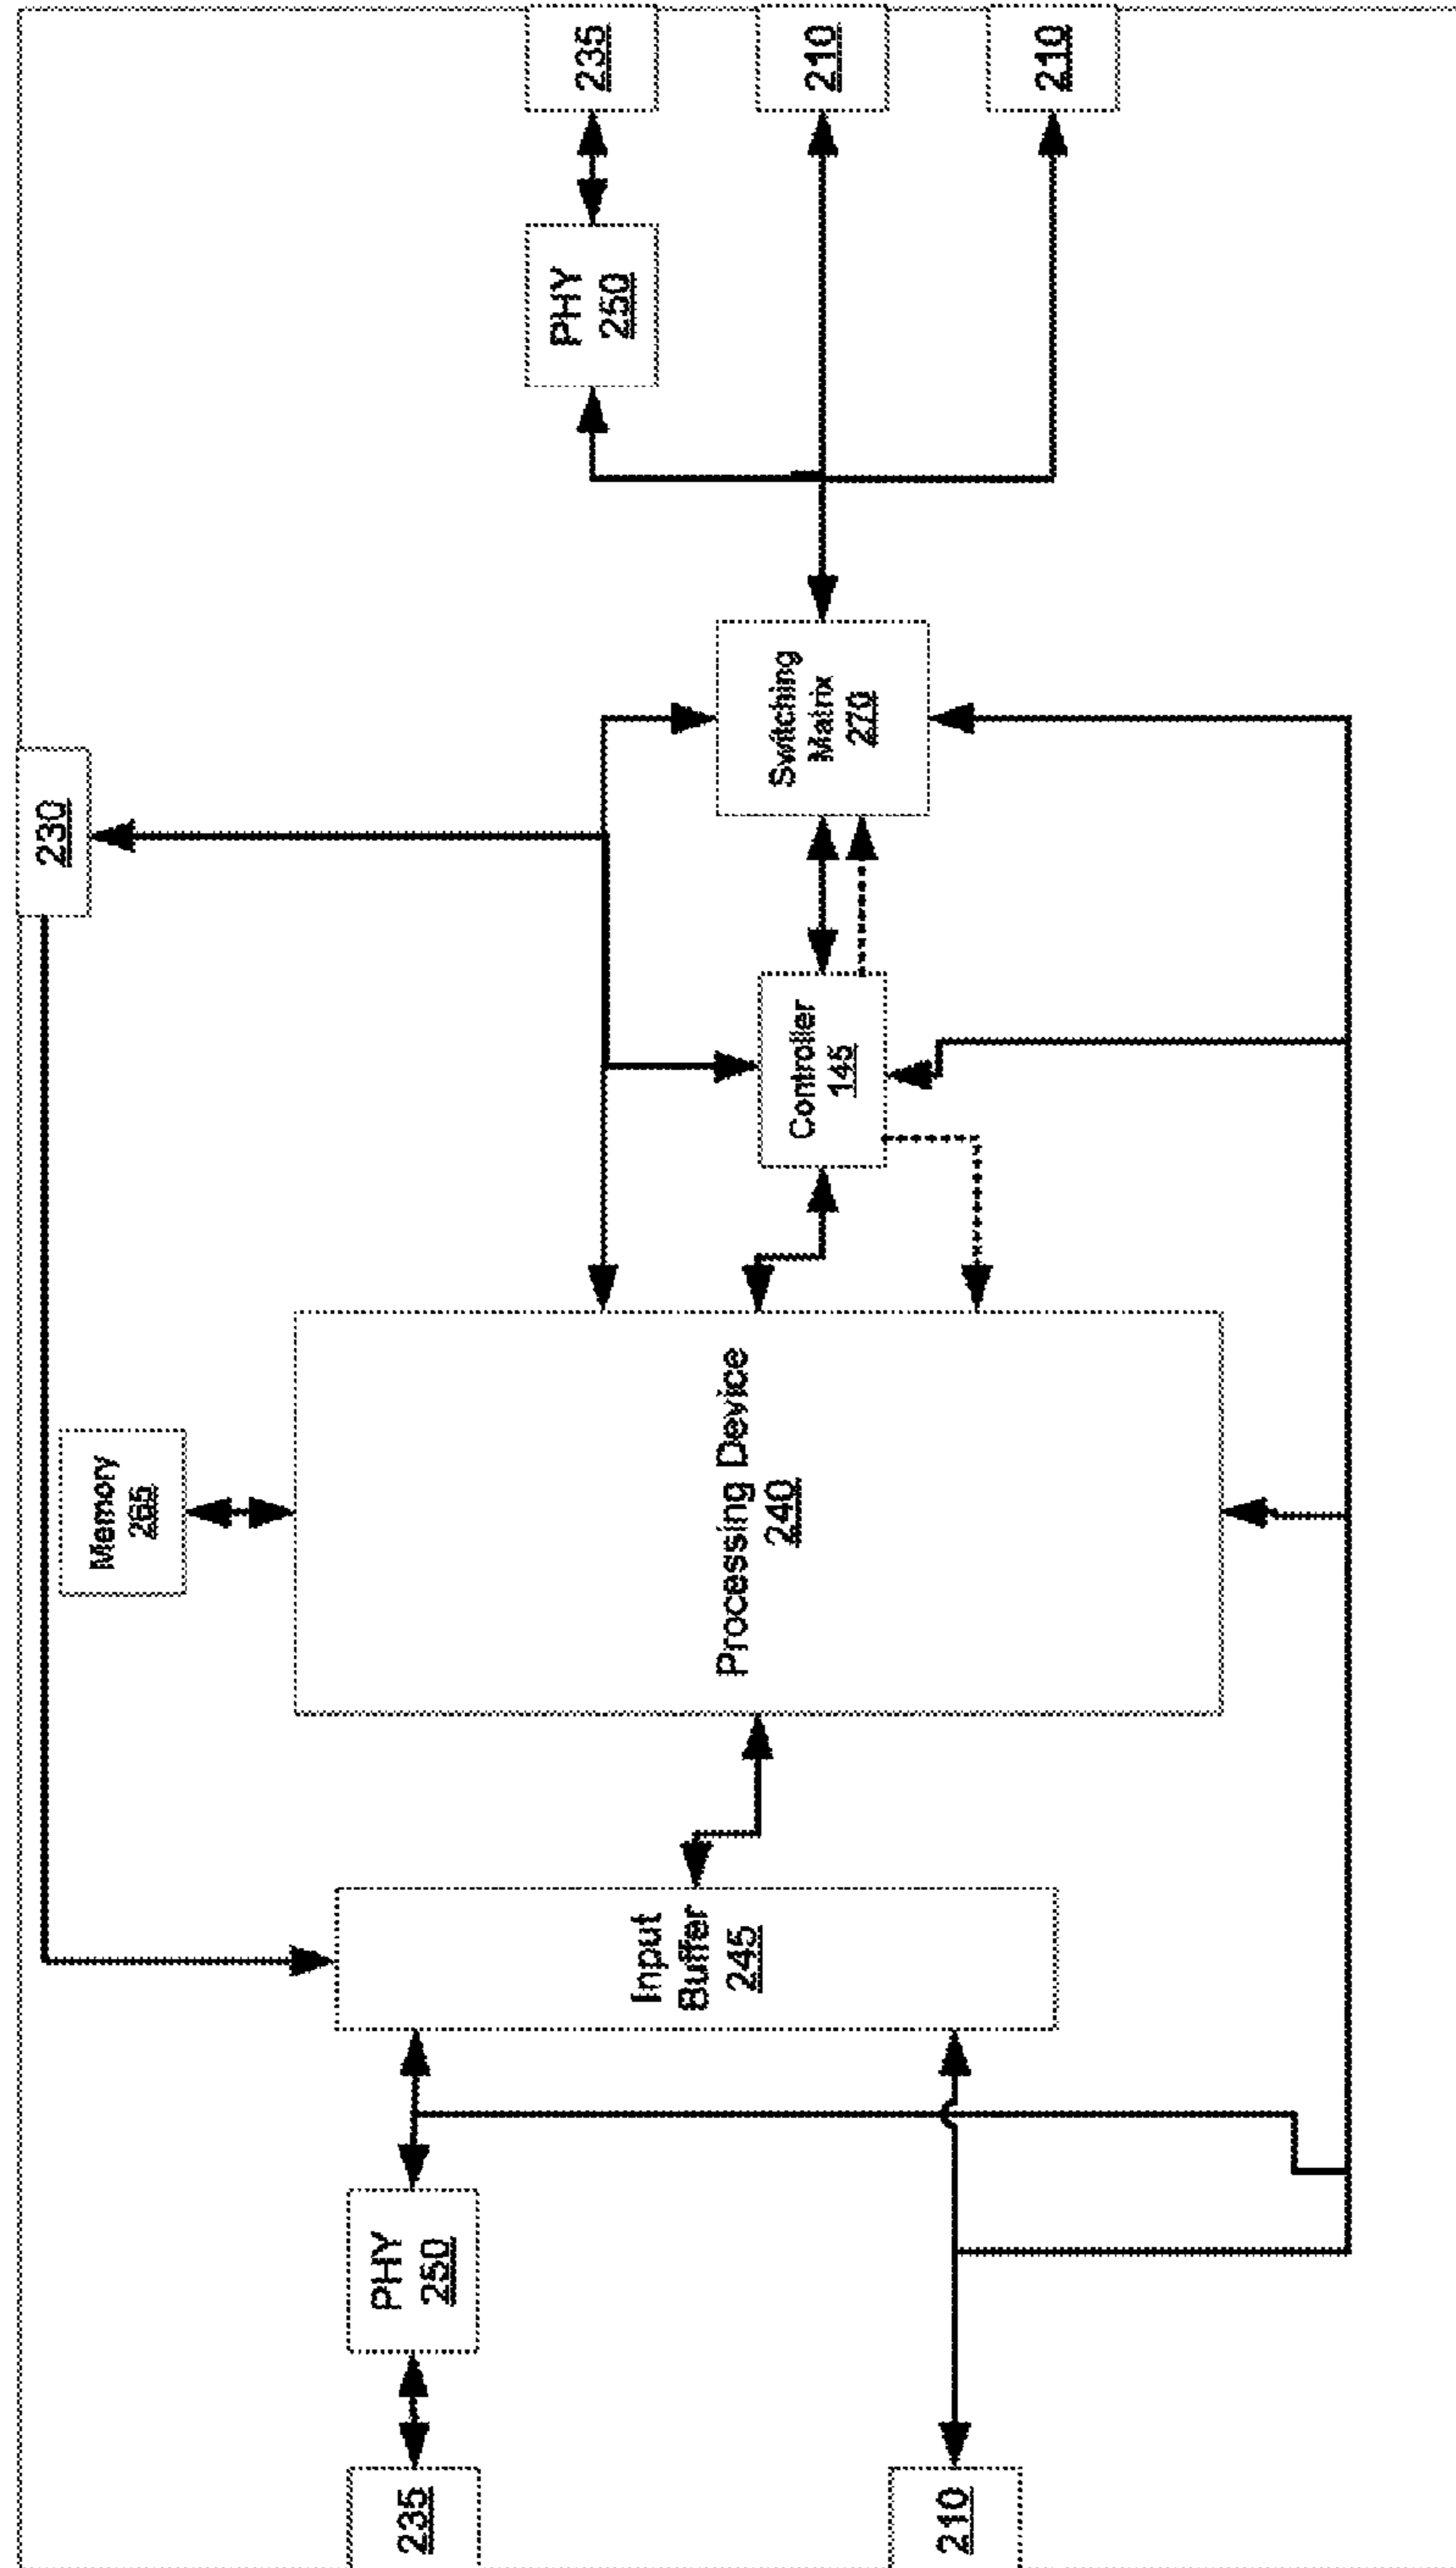 230
Memory
265
235
PHY
250
Input
Buffer
245
Processing Device
240
Controller
145
Switching
Matrix
270
PHY
250
235
210
210
210